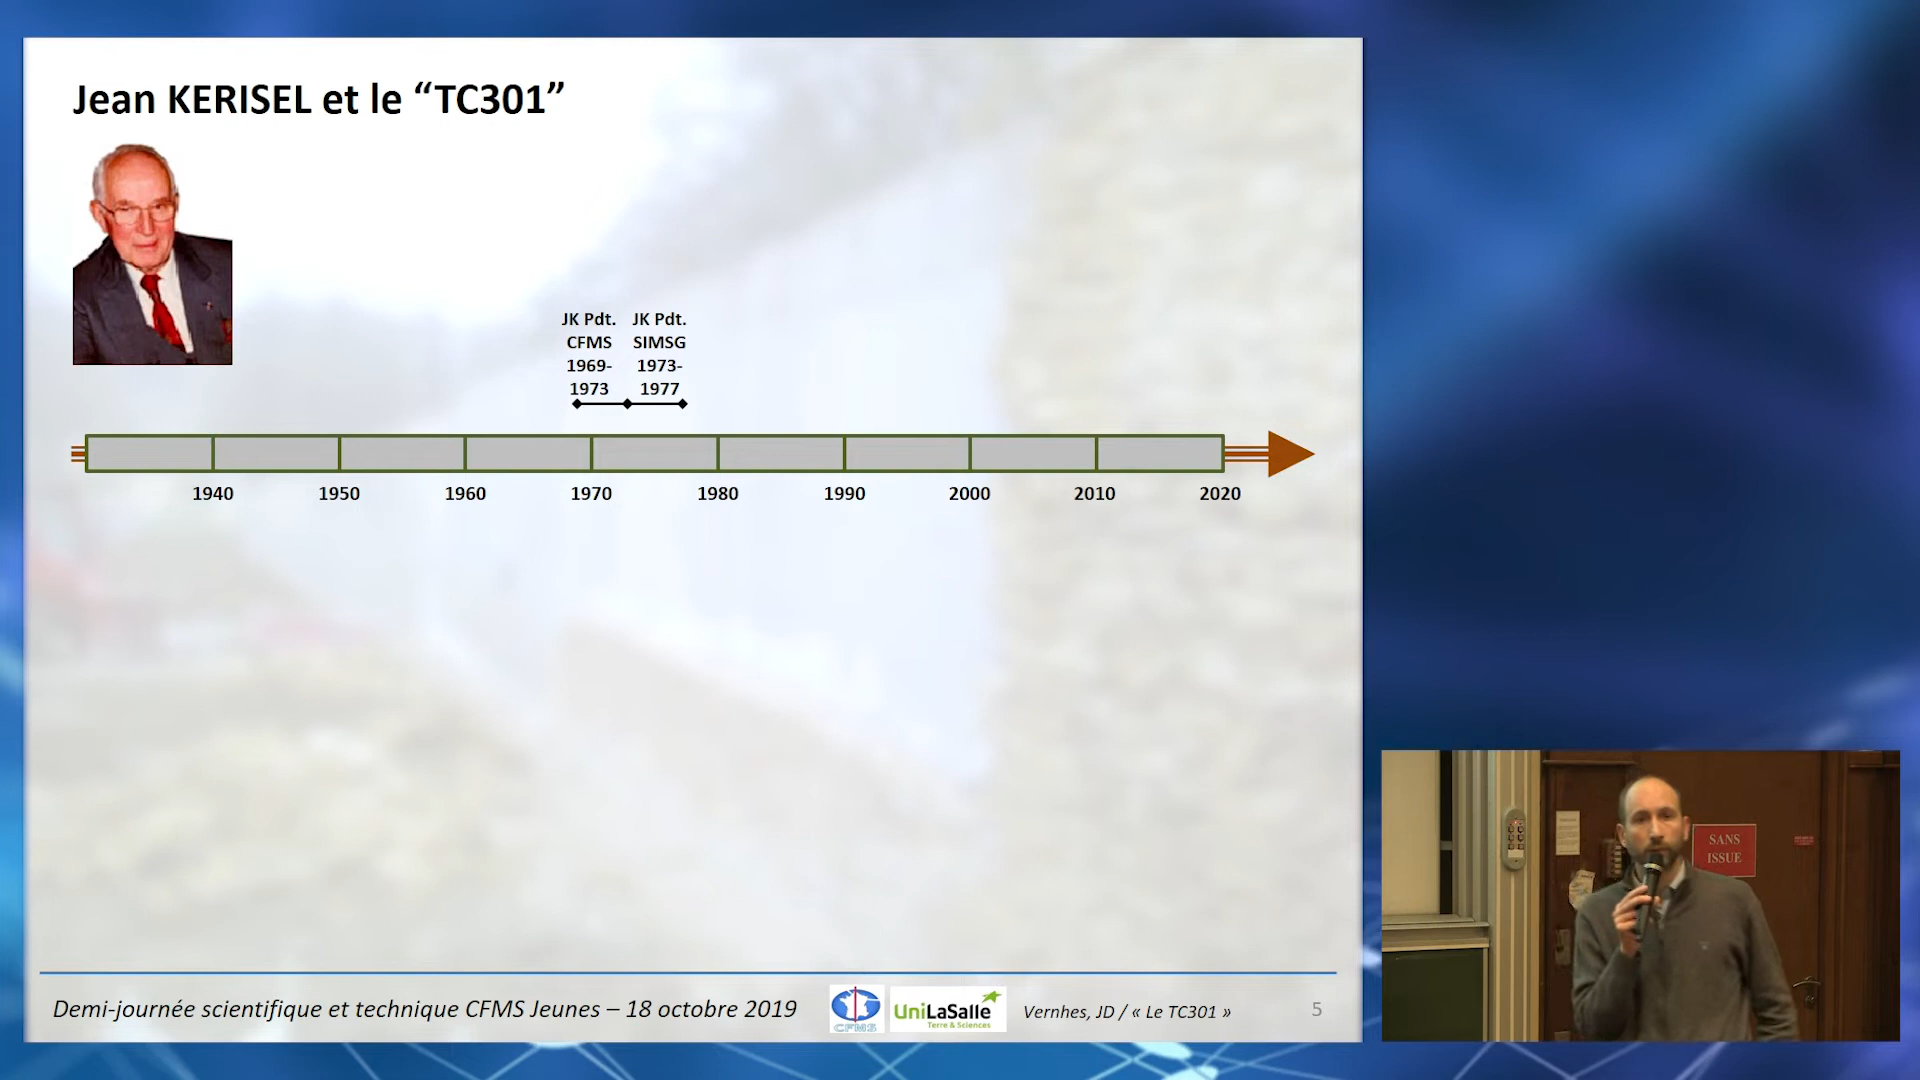 Jean KERISEL et le “TC301”
JK Pdt.
CFMS
1969-
1973
JK Pdt.
SIMSG
1973-
1977
1940 1950 1960 1970 1980 1990 2000 2010 2020
SANS
ISSUE
Demi-journée scientifique et technique CFMS Jeunes – 18 octobre 2019
CFMS
UniLaSalle
Terre & Sciences
Vernhes, JD / « Le TC301 »
5